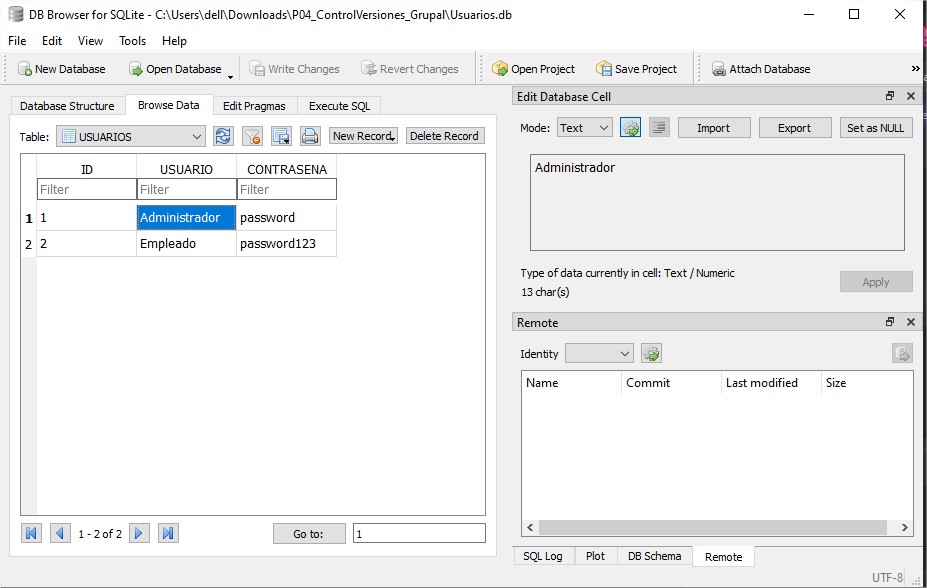 DB Browser for SQLite - C:\Users\dell\Downloads\P04_ControlVersiones_Grupal\Usuarios.db
File Edit View Tools Help
New Database Open Database Write Changes Revert Changes Open Project Save Project Attach Database »
Database Structure Browse Data Edit Pragmas Execute SQL
Table: USUARIOS New Record Delete Record
ID USUARIO CONTRASENA
Filter Filter Filter
1 1 Administrador password
2 2 Empleado password123
1 - 2 of 2 Go to: 1
Edit Database Cell
Mode: Text Import Export Set as NULL
Administrador
Type of data currently in cell: Text / Numeric
13 char(s)
Apply
Remote
Identity
Name Commit Last modified Size
SQL Log Plot DB Schema Remote
UTF-8